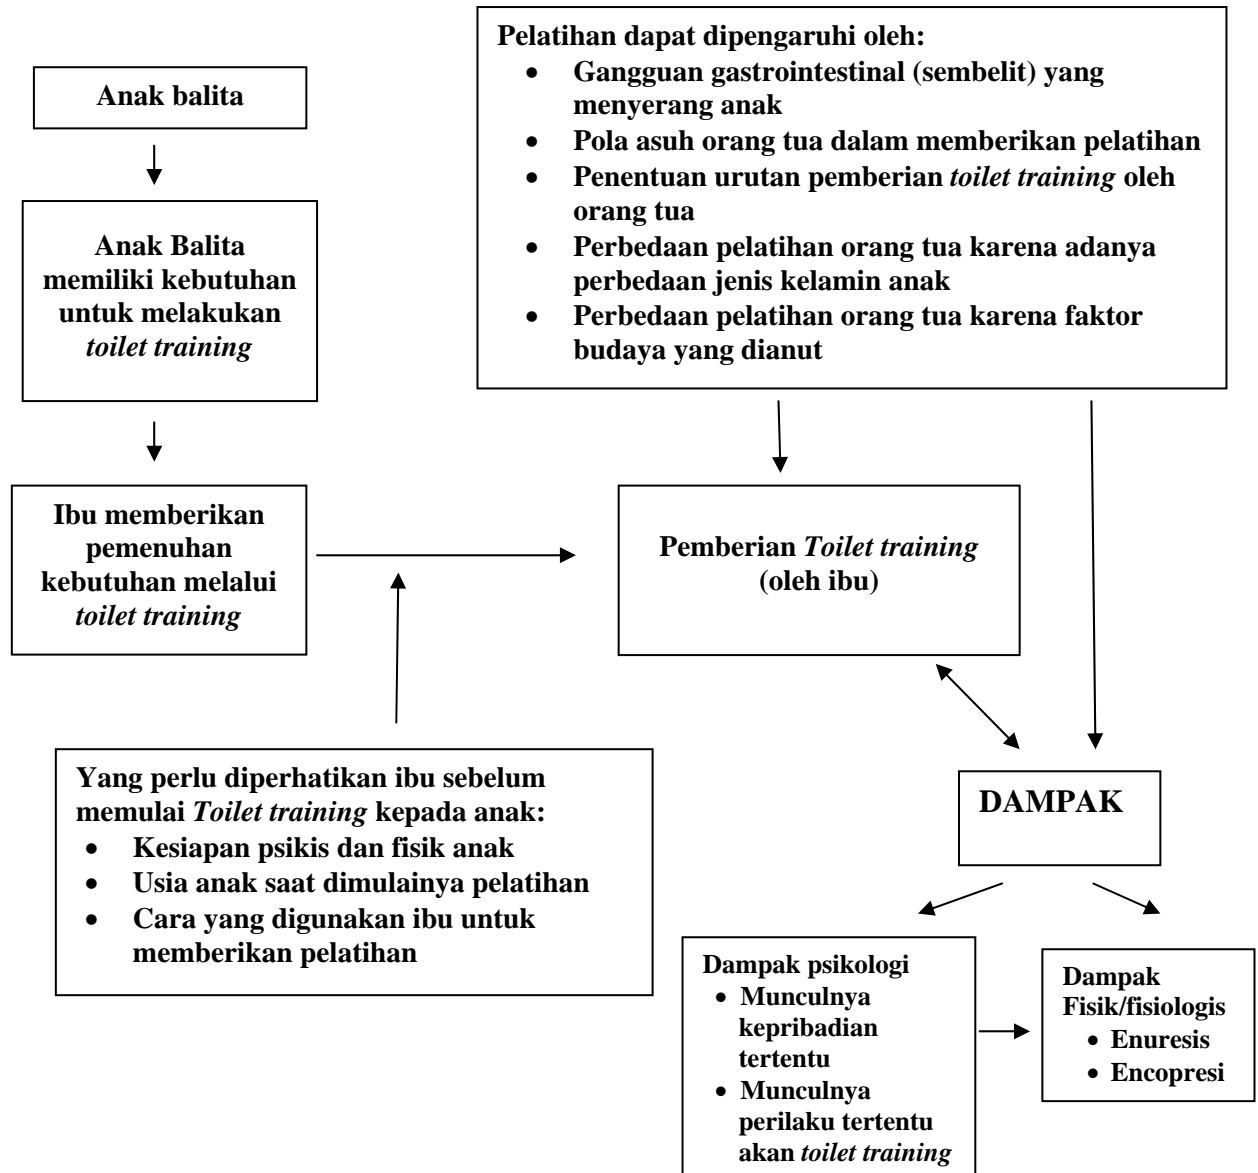 Anak balita
Anak Balita
memiliki kebutuhan
untuk melakukan
toilet training
Ibu memberikan
pemenuhan
kebutuhan melalui
toilet training
Pelatihan dapat dipengaruhi oleh:
• Gangguan gastrointestinal (sembelit) yang
menyerang anak
• Pola asuh orang tua dalam memberikan pelatihan
• Penentuan urutan pemberian toilet training oleh
orang tua
• Perbedaan pelatihan orang tua karena adanya
perbedaan jenis kelamin anak
• Perbedaan pelatihan orang tua karena faktor
budaya yang dianut
Pemberian Toilet training
(oleh ibu)
Yang perlu diperhatikan ibu sebelum
memulai Toilet training kepada anak:
• Kesiapan psikis dan fisik anak
• Usia anak saat dimulainya pelatihan
• Cara yang digunakan ibu untuk
memberikan pelatihan
DAMPAK
Dampak psikologi
• Munculnya
kepribadian
tertentu
• Munculnya
perilaku tertentu
akan toilet training
Dampak
Fisik/fisiologis
• Enuresis
• Encopresi